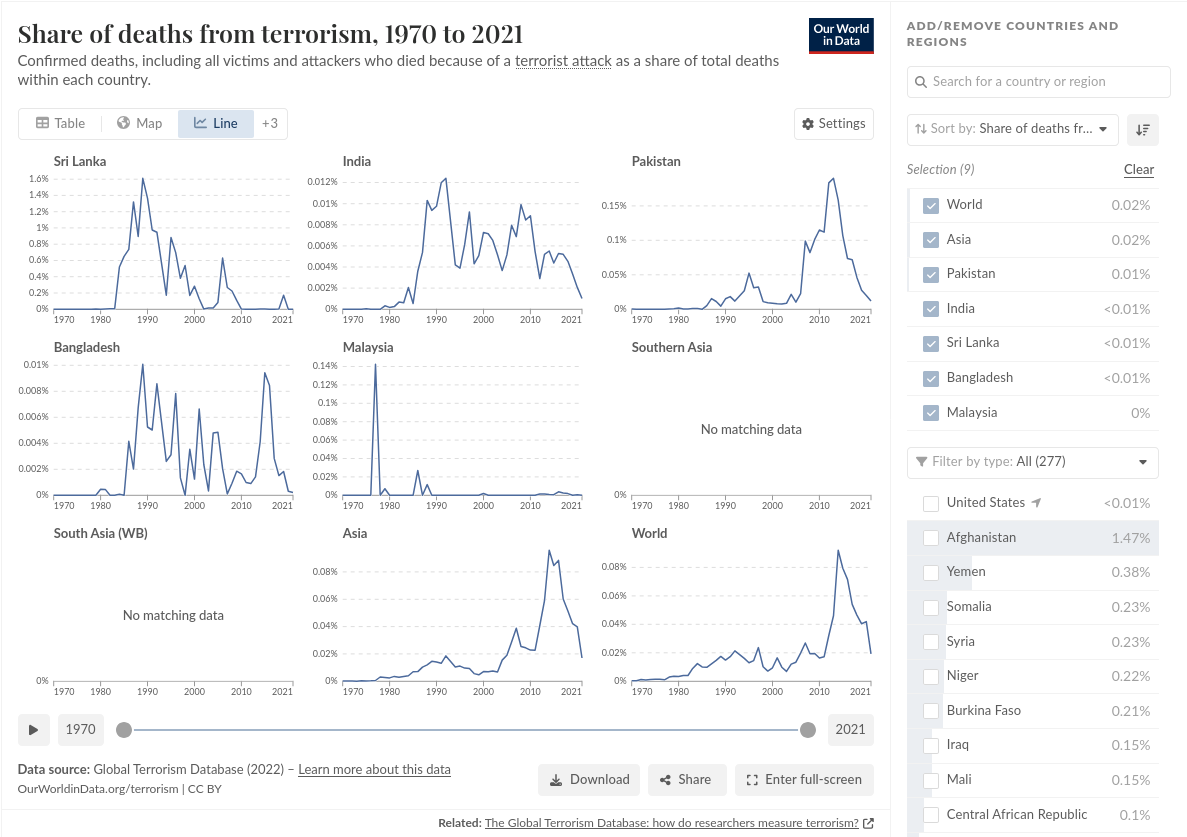 Share of deaths from terrorism, 1970 to 2021
Our World
in Data
Confirmed deaths, including all victims and attackers who died because of a terrorist attack as a share of total deaths
within each country.
Table
Map
Line
+3
Settings
Sri Lanka
1.6%
1.4%
1.2%
1%
0.8%
0.6%
0.4%
0.2%
0%
1970 1980 1990 2000 2010 2021
India
0.012%
0.01%
0.008%
0.006%
0.004%
0.002%
0%
1970 1980 1990 2000 2010 2021
Pakistan
0.15%
0.1%
0.05%
0%
1970 1980 1990 2000 2010 2021
Bangladesh
0.01%
0.008%
0.006%
0.004%
0.002%
0%
1970 1980 1990 2000 2010 2021
Malaysia
0.14%
0.12%
0.1%
0.08%
0.06%
0.04%
0.02%
0%
1970 1980 1990 2000 2010 2021
Southern Asia
No matching data
0%
1970 1980 1990 2000 2010 2021
South Asia (WB)
No matching data
0%
1970 1980 1990 2000 2010 2021
Asia
0.08%
0.06%
0.04%
0.02%
0%
1970 1980 1990 2000 2010 2021
World
0.08%
0.06%
0.04%
0.02%
0%
1970 1980 1990 2000 2010 2021
1970
2021
Data source: Global Terrorism Database (2022) – Learn more about this data
OurWorldinData.org/terrorism | CC BY
Download
Share
Enter full-screen
Related: The Global Terrorism Database: how do researchers measure terrorism?
ADD/REMOVE COUNTRIES AND
REGIONS
Search for a country or region
Sort by: Share of deaths fr...
Selection (9)
Clear
World 0.02%
Asia 0.02%
Pakistan 0.01%
India <0.01%
Sri Lanka <0.01%
Bangladesh <0.01%
Malaysia 0%
Filter by type: All (277)
United States <0.01%
Afghanistan 1.47%
Yemen 0.38%
Somalia 0.23%
Syria 0.23%
Niger 0.22%
Burkina Faso 0.21%
Iraq 0.15%
Mali 0.15%
Central African Republic 0.1%